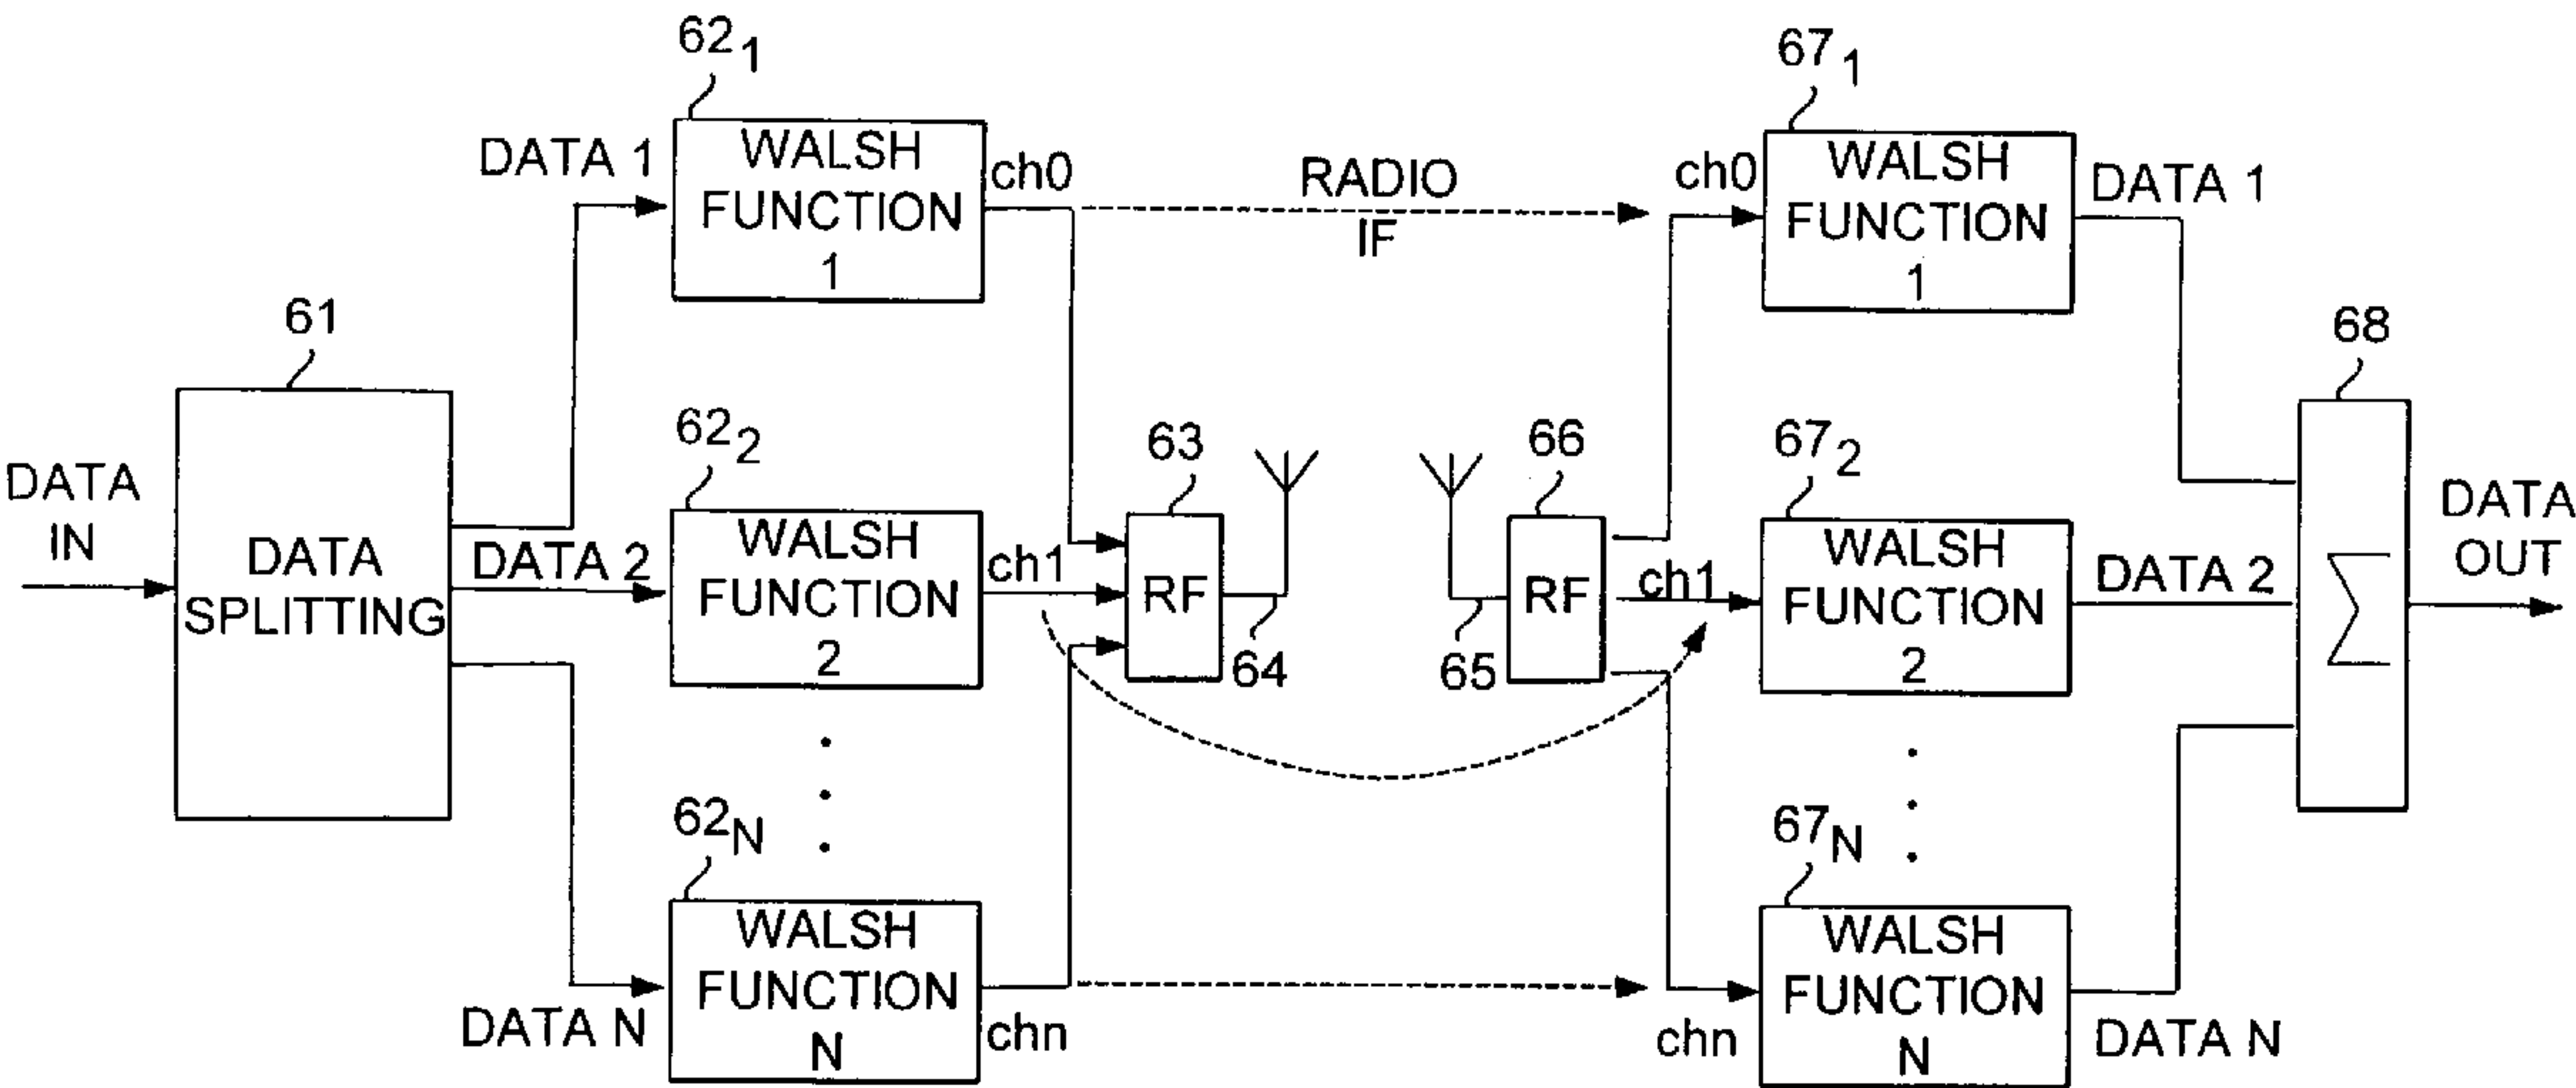 62₁
67₁
WALSH
FUNCTION
1
DATA 1
ch0
RADIO
IF
ch0
WALSH
FUNCTION
1
DATA 1
61
68
62₂
63
66
67₂
DATA
IN
DATA
SPLITTING
DATA 2
WALSH
FUNCTION
2
ch1
RF
64
65
RF
ch1
WALSH
FUNCTION
2
DATA 2
Σ
DATA
OUT
62N
67N
DATA N
WALSH
FUNCTION
N
chn
chn
WALSH
FUNCTION
N
DATA N